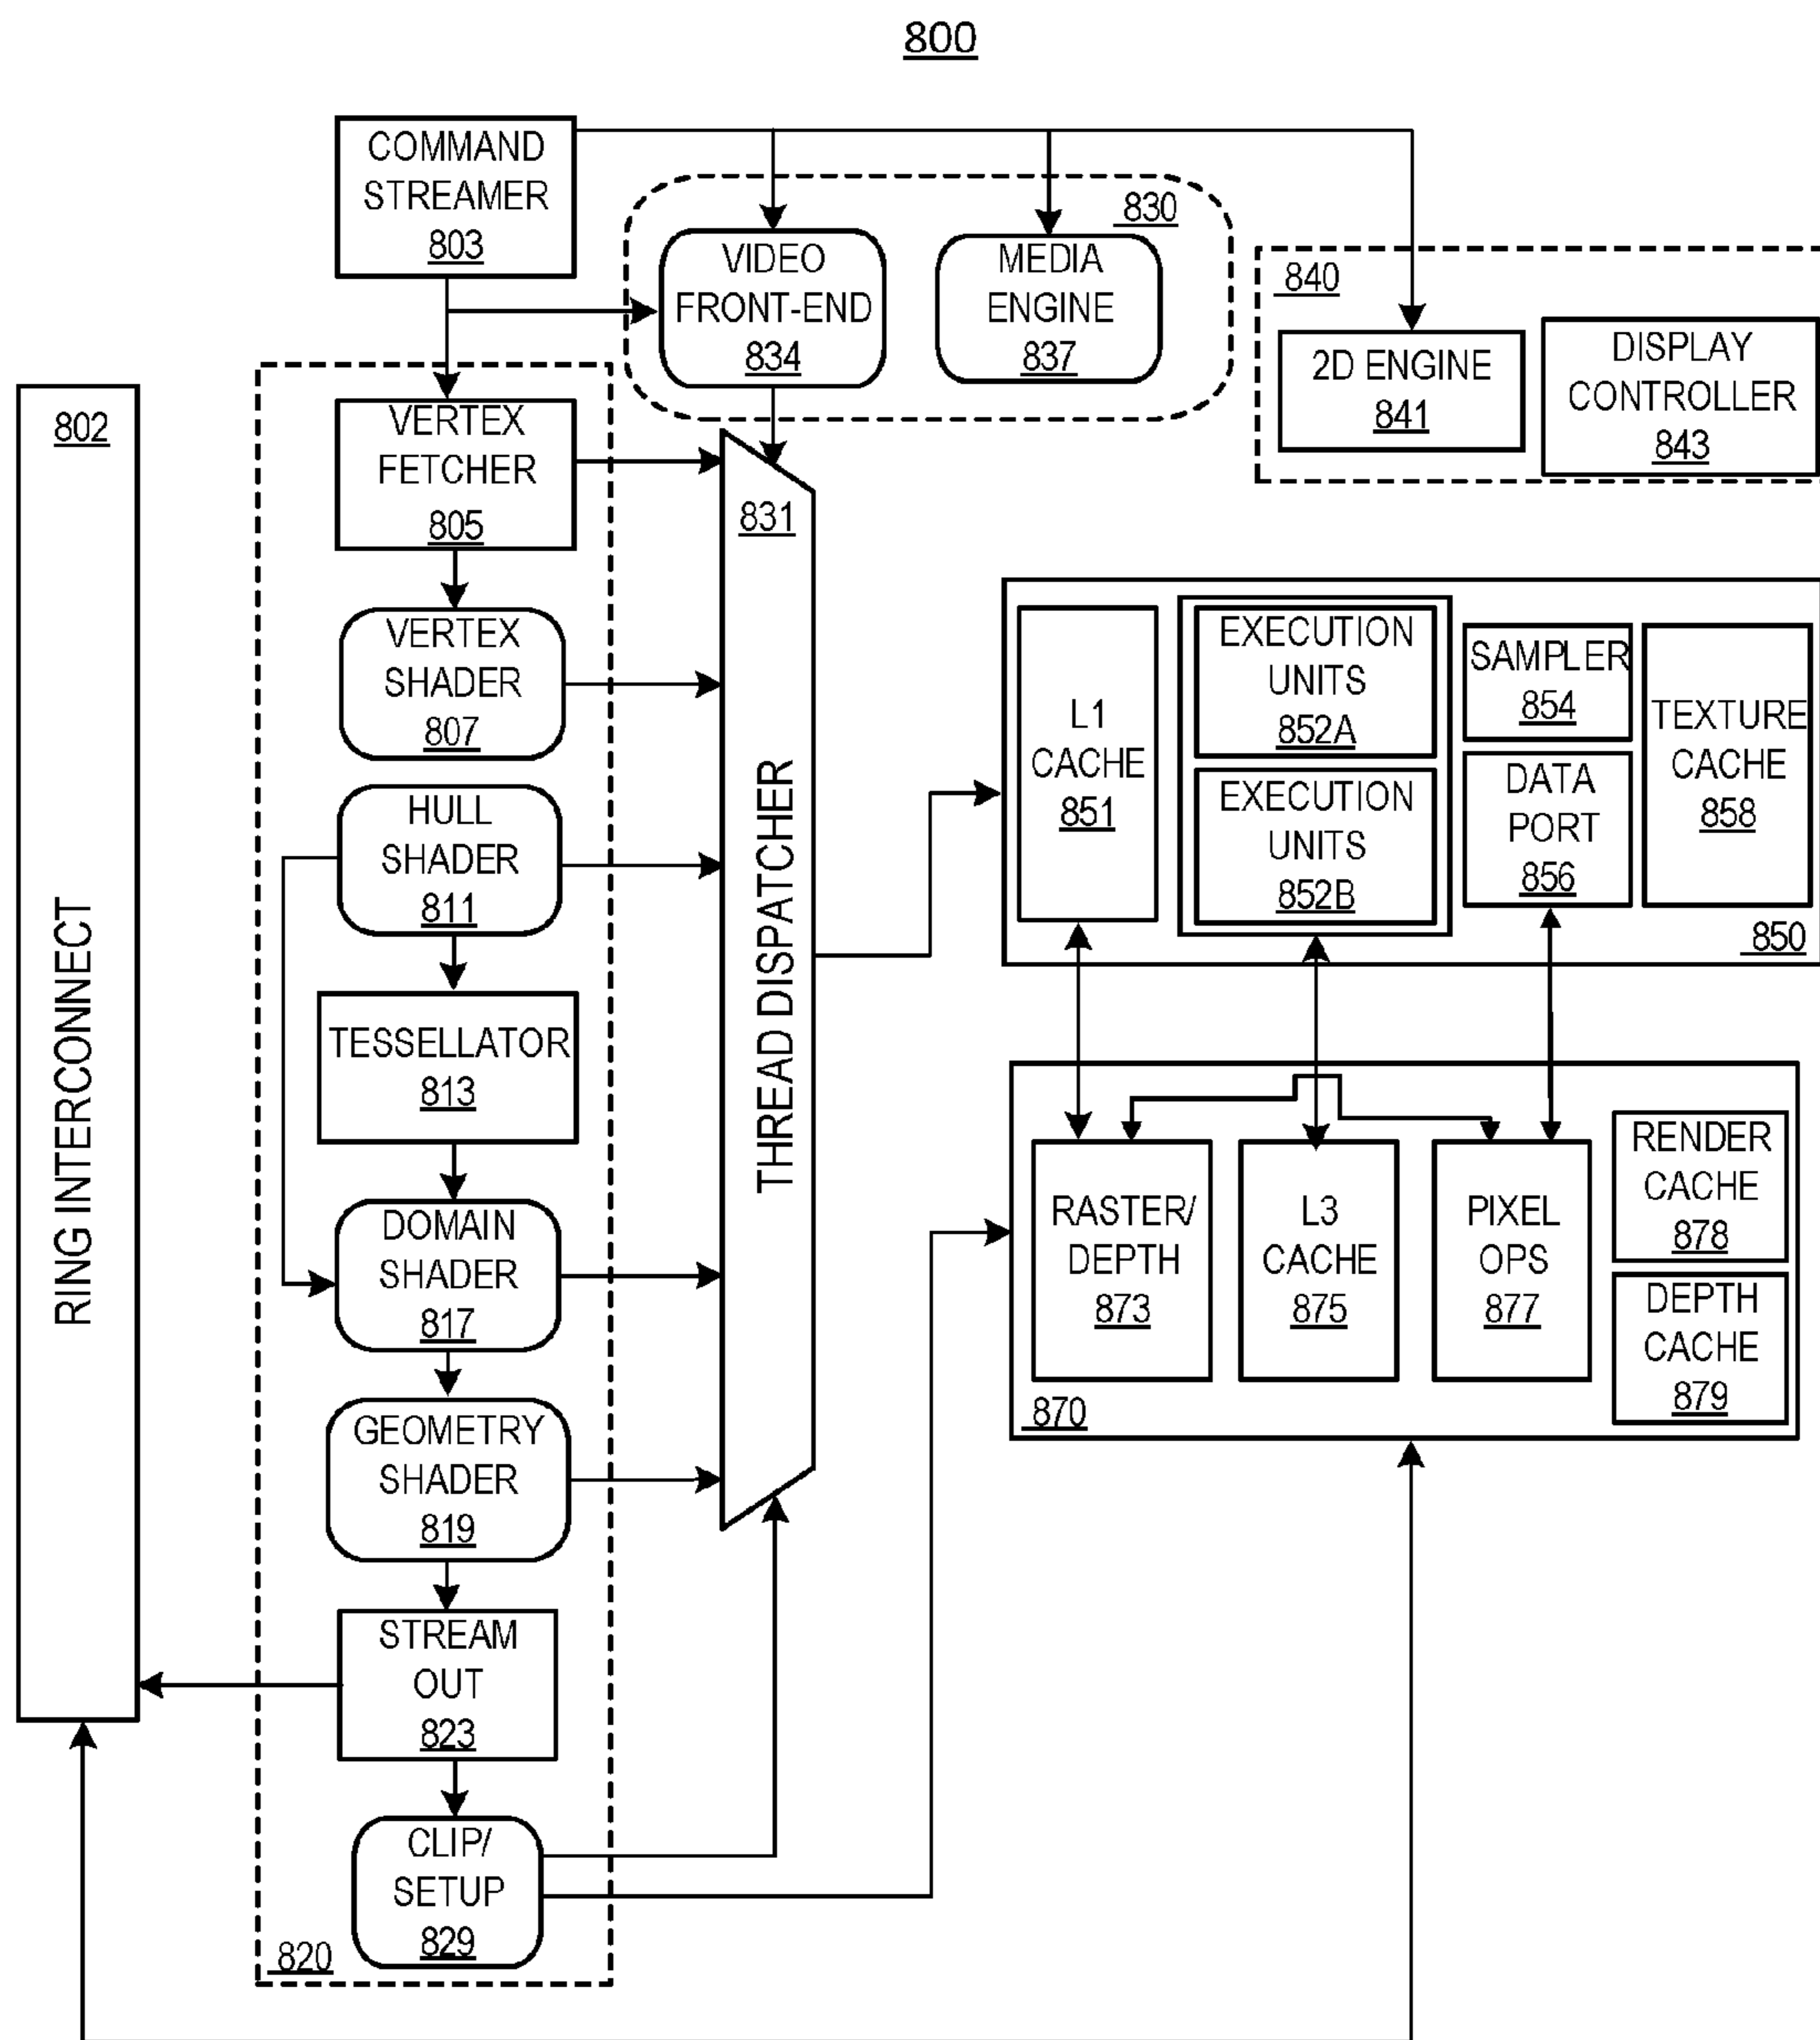 800
COMMAND
STREAMER
803
830
VIDEO
FRONT-END
834
MEDIA
ENGINE
837
840
2D ENGINE
841
DISPLAY
CONTROLLER
843
802
RING INTERCONNECT
VERTEX
FETCHER
805
VERTEX
SHADER
807
HULL
SHADER
811
TESSELLATOR
813
DOMAIN
SHADER
817
GEOMETRY
SHADER
819
STREAM
OUT
823
CLIP/
SETUP
829
820
831
THREAD DISPATCHER
L1
CACHE
851
EXECUTION
UNITS
852A
EXECUTION
UNITS
852B
SAMPLER
854
DATA
PORT
856
TEXTURE
CACHE
858
850
RASTER/
DEPTH
873
L3
CACHE
875
PIXEL
OPS
877
RENDER
CACHE
878
DEPTH
CACHE
879
870